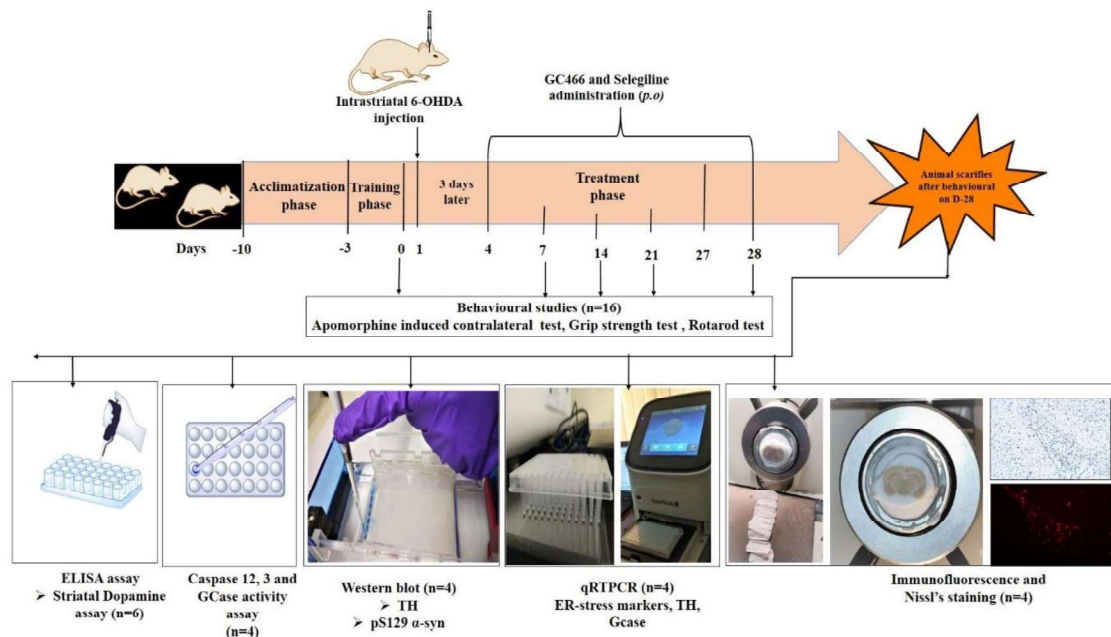 GC466 and Selegiline
administration (p.o)
Intrastriatal 6-OHDA
injection
Acclimatization
phase
Training
phase
3 days
later
Treatment
phase
Animal scarifies
after behavioural
on D-28
Days -10 -3 0 1 4 7 14 21 27 28
Behavioural studies (n=16)
Apomorphine induced contralateral test, Grip strength test , Rotarod test
ELISA assay
➢ Striatal Dopamine
assay (n=6)
Caspase 12, 3 and
GCase activity
assay
(n=4)
Western blot (n=4)
➢ TH
➢ pS129 α-syn
qRTPCR (n=4)
ER-stress markers, TH,
Gcase
Immunofluorescence and
Nissl's staining (n=4)